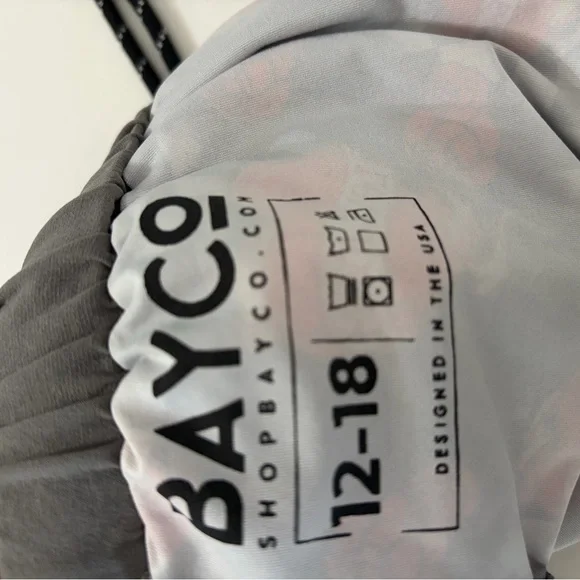 BAYCO
SHOPBAYCO.COM
12-18
DESIGNED IN THE USA